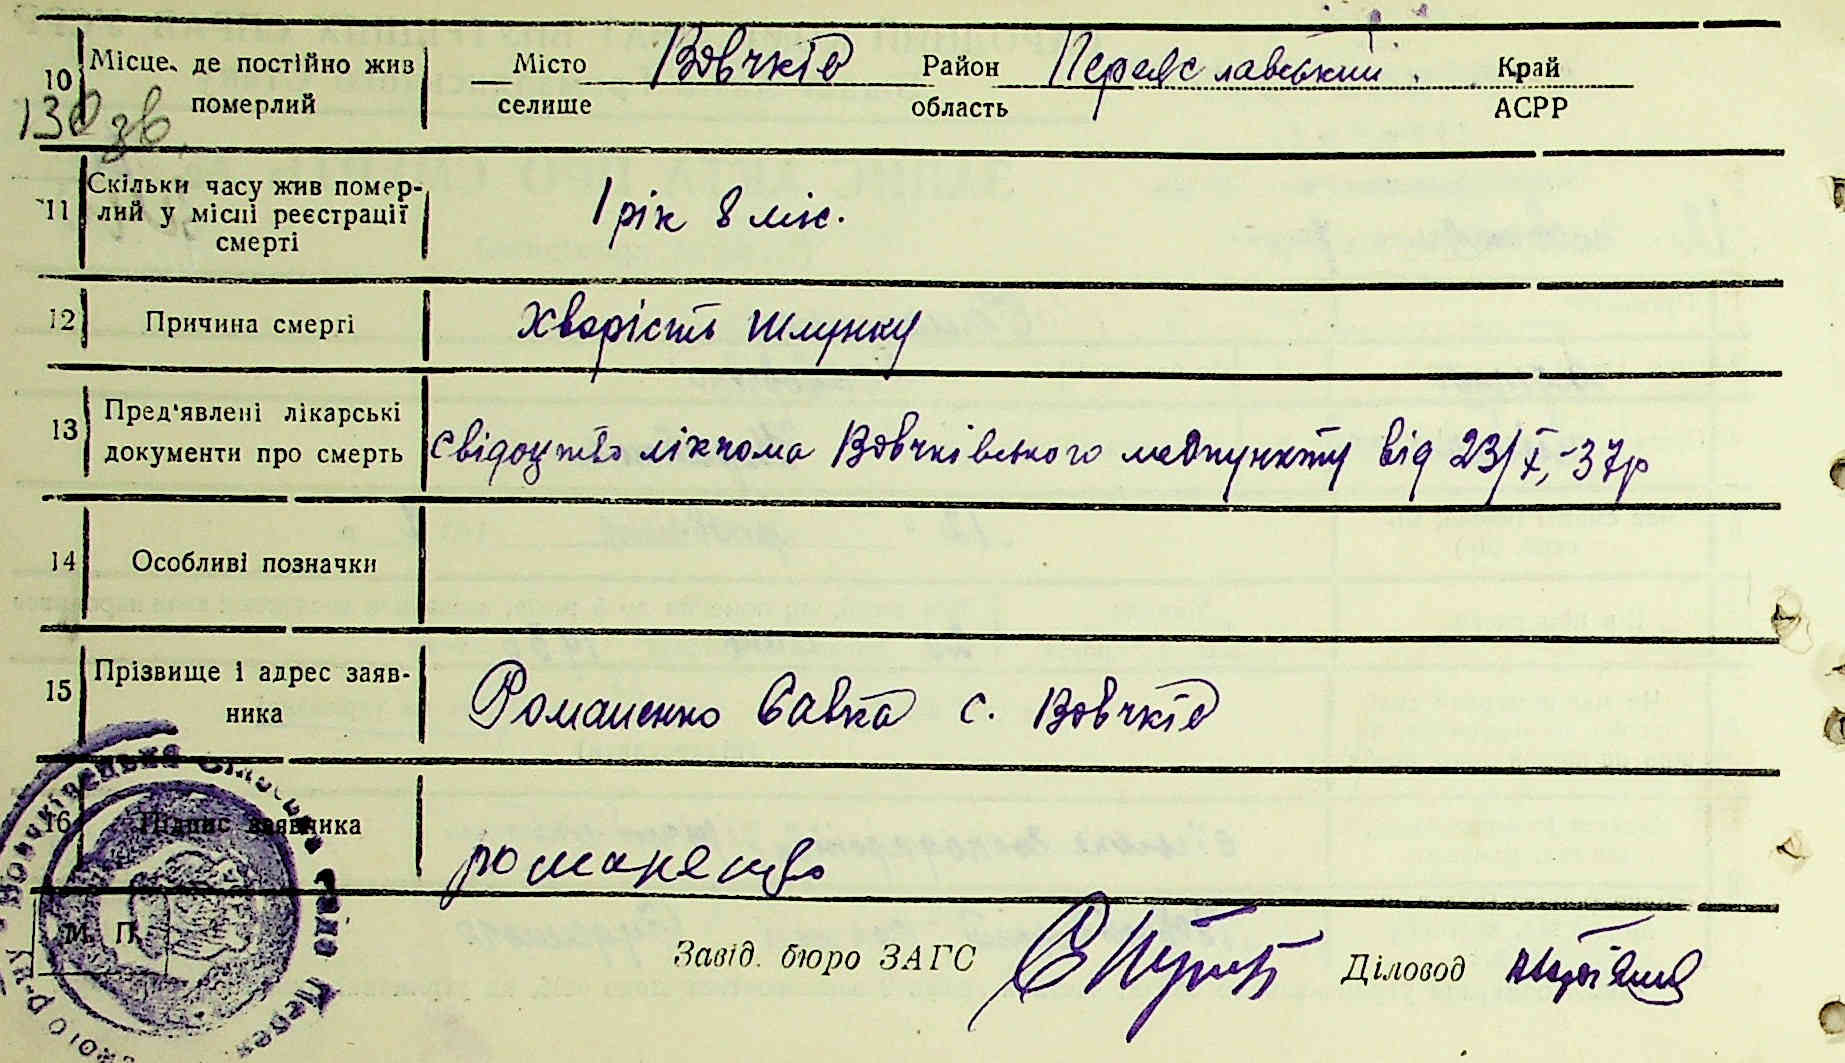 10 Місце, де постійно жив померлий Місто селище Вовчків Район область Переяславський Край АСРР
130 зв.
11 Скільки часу жив померлий у місці реєстрації смерті 1 рік 8 міс.
12 Причина смерті Хворість шлунку
13 Пред'явлені лікарські документи про смерть свідоцтво лікпома Вовчківського медпункту від 23/X,-37р
14 Особливі позначки
15 Прізвище і адрес заявника Романенко Савка с. Вовчків
16 Підпис заявника романенко
М. П.
Завід. бюро ЗАГС Діловод